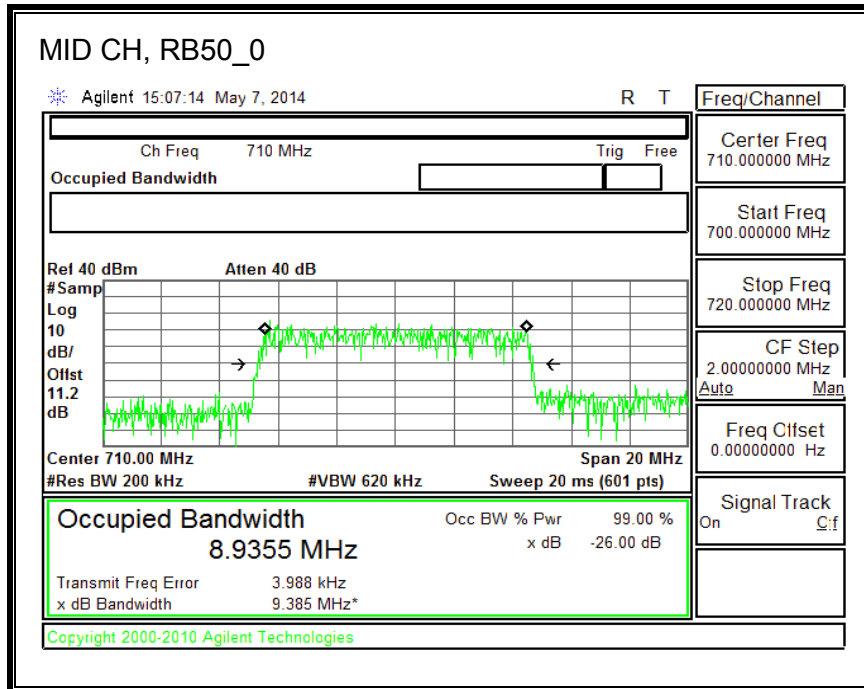 MID CH, RB50_0
Agilent 15:07:14 May 7, 2014 R T
Freq/Channel
Ch Freq 710 MHz Trig Free
Occupied Bandwidth
Center Freq
710.000000 MHz
Start Freq
700.000000 MHz
Stop Freq
720.000000 MHz
CF Step
2.00000000 MHz
Auto Man
Freq Offset
0.00000000 Hz
Signal Track
On Off
Ref 40 dBm Atten 40 dB
#Samp
Log
10
dB/
Offst
11.2
dB
Center 710.00 MHz Span 20 MHz
#Res BW 200 kHz #VBW 620 kHz Sweep 20 ms (601 pts)
Occupied Bandwidth Occ BW % Pwr 99.00 %
8.9355 MHz x dB -26.00 dB
Transmit Freq Error 3.988 kHz
x dB Bandwidth 9.385 MHz*
Copyright 2000-2010 Agilent Technologies